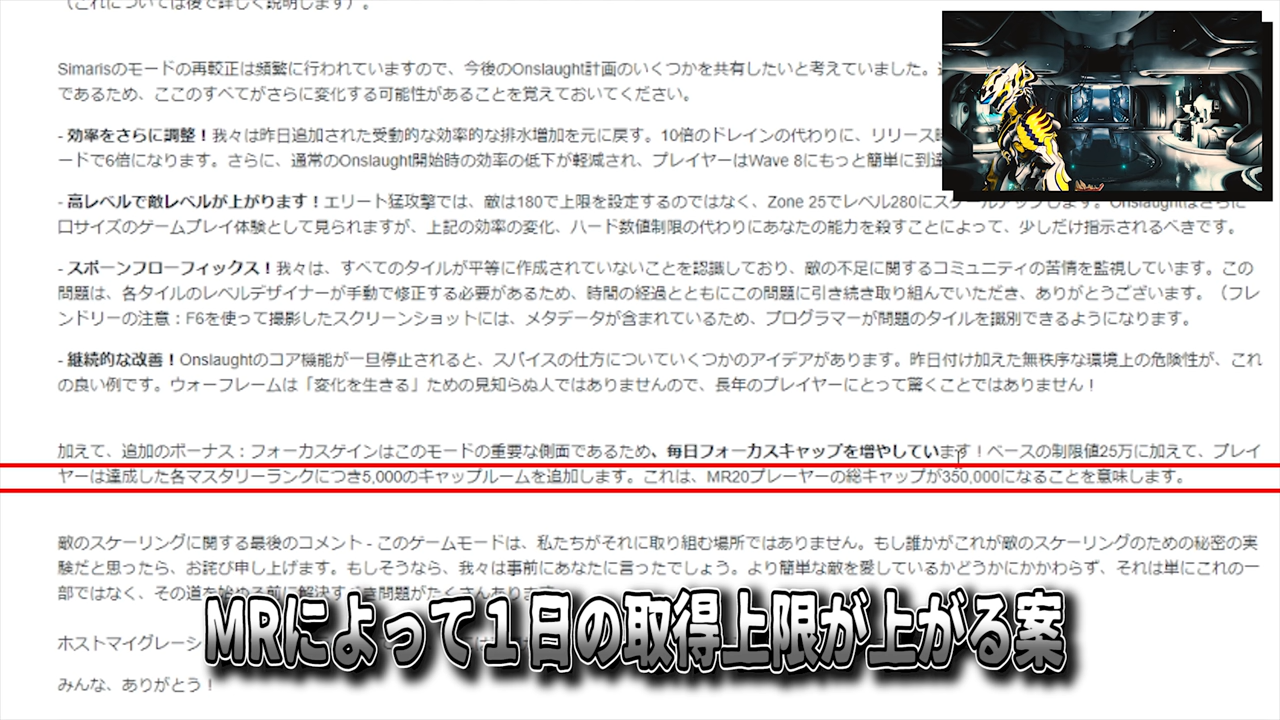 （これについては後で詳しく説明します）。
Simarisのモードの再較正は頻繁に行われていますので、今後のOnslaught計画のいくつかを共有したいと考えていました。
であるため、ここのすべてがさらに変化する可能性があることを覚えておいてください。
- 効率をさらに調整！我々は昨日追加された受動的な効率的な排水増加を元に戻す。10倍のドレインの代わりに、リリース
ードで6倍になります。さらに、通常のOnslaught開始時の効率の低下が軽減され、プレイヤーはWave 8にもっと簡単に到
- 高レベルで敵レベルが上がります！エリート猛攻撃では、敵は180で上限を設定するのではなく、Zone 25でレベル280にスケールアップします。Onslaughtはさらに
口サイズのゲームプレイ体験として見られますが、上記の効率の変化、ハード数値制限の代わりにあなたの能力を殺すことによって、少しだけ指示されるべきです。
- スポーンフローフィックス！我々は、すべてのタイルが平等に作成されていないことを認識しており、敵の不足に関するコミュニティの苦情を監視しています。この
問題は、各タイルのレベルデザイナーが手動で修正する必要があるため、時間の経過とともにこの問題に引き続き取り組んでいただき、ありがとうございます。（フレ
ンドリーの注意：F6を使って撮影したスクリーンショットには、メタデータが含まれているため、プログラマーが問題のタイルを識別できるようになります。
- 継続的な改善！Onslaughtのコア機能が一旦停止されると、スパイスの仕方についていくつかのアイデアがあります。昨日付け加えた無秩序な環境上の危険性が、これ
の良い例です。ウォーフレームは「変化を生きる」ための見知らぬ人ではありませんので、長年のプレイヤーにとって驚くことではありません！
加えて、追加のボーナス：フォーカスゲインはこのモードの重要な側面であるため、毎日フォーカスキャップを増やしています！ベースの制限値25万に加えて、プレイ
ヤーは達成した各マスタリーランクにつき5,000のキャップルームを追加します。これは、MR20プレーヤーの総キャップが350,000になることを意味します。
敵のスケーリングに関する最後のコメント - このゲームモードは、私たちがそれに取り組む場所ではありません。もし誰かがこれが敵のスケーリングのための秘密の実
験だと思ったら、お詫び申し上げます。もしそうなら、我々は事前にあなたに言ったでしょう。より簡単な敵を愛しているかどうかにかかわらず、それは単にこれの一
部ではなく、その道を始める前に解決すべき問題がたくさんあります
ホストマイグレーシ
MRによって１日の取得上限が上がる案
みんな、ありがとう！